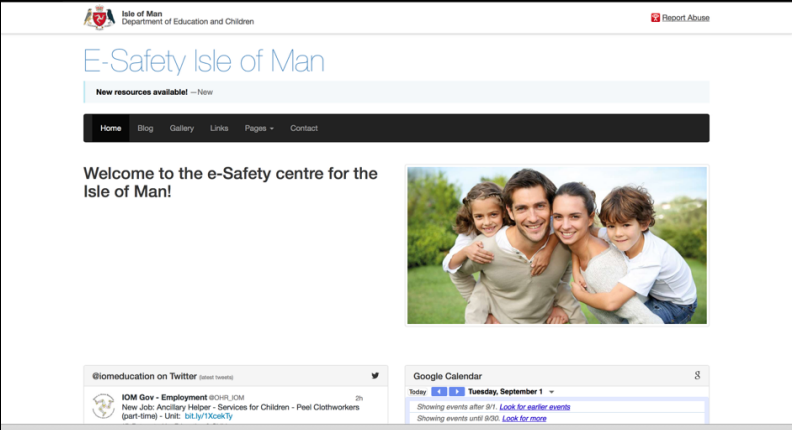 Isle of Man
Department of Education and Children
Report Abuse
E-Safety Isle of Man
New resources available! —New
Home Blog Gallery Links Pages Contact
Welcome to the e-Safety centre for the
Isle of Man!
@iomeducation on Twitter (latest tweets)
IOM Gov - Employment @OHR_IOM 2h
New Job: Ancillary Helper - Services for Children - Peel Clothworkers
(part-time) - Unit: bit.ly/1XcekTy
Google Calendar
Today Tuesday, September 1
Showing events after 9/1. Look for earlier events
Showing events until 9/30. Look for more